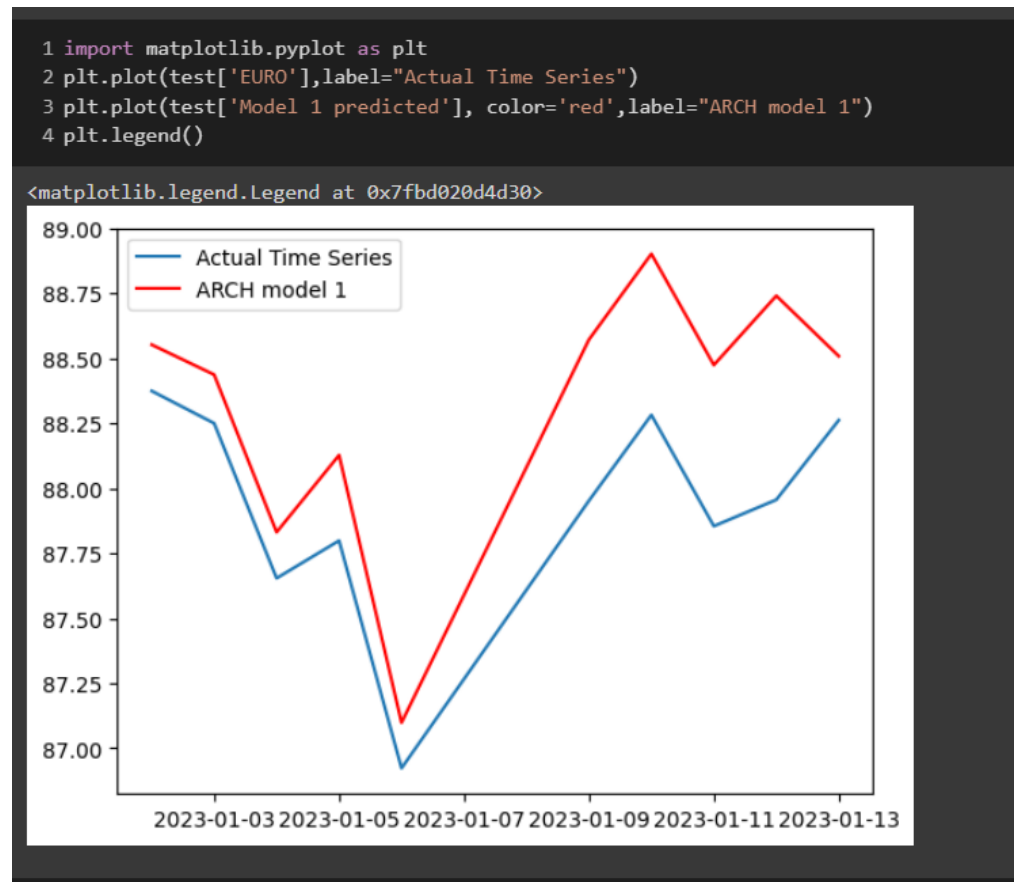 1 import matplotlib.pyplot as plt
2 plt.plot(test['EURO'],label="Actual Time Series")
3 plt.plot(test['Model 1 predicted'], color='red',label="ARCH model 1")
4 plt.legend()
<matplotlib.legend.Legend at 0x7fbd020d4d30>
89.00
Actual Time Series
ARCH model 1
88.75
88.50
88.25
88.00
87.75
87.50
87.25
87.00
2023-01-03 2023-01-05 2023-01-07 2023-01-09 2023-01-11 2023-01-13